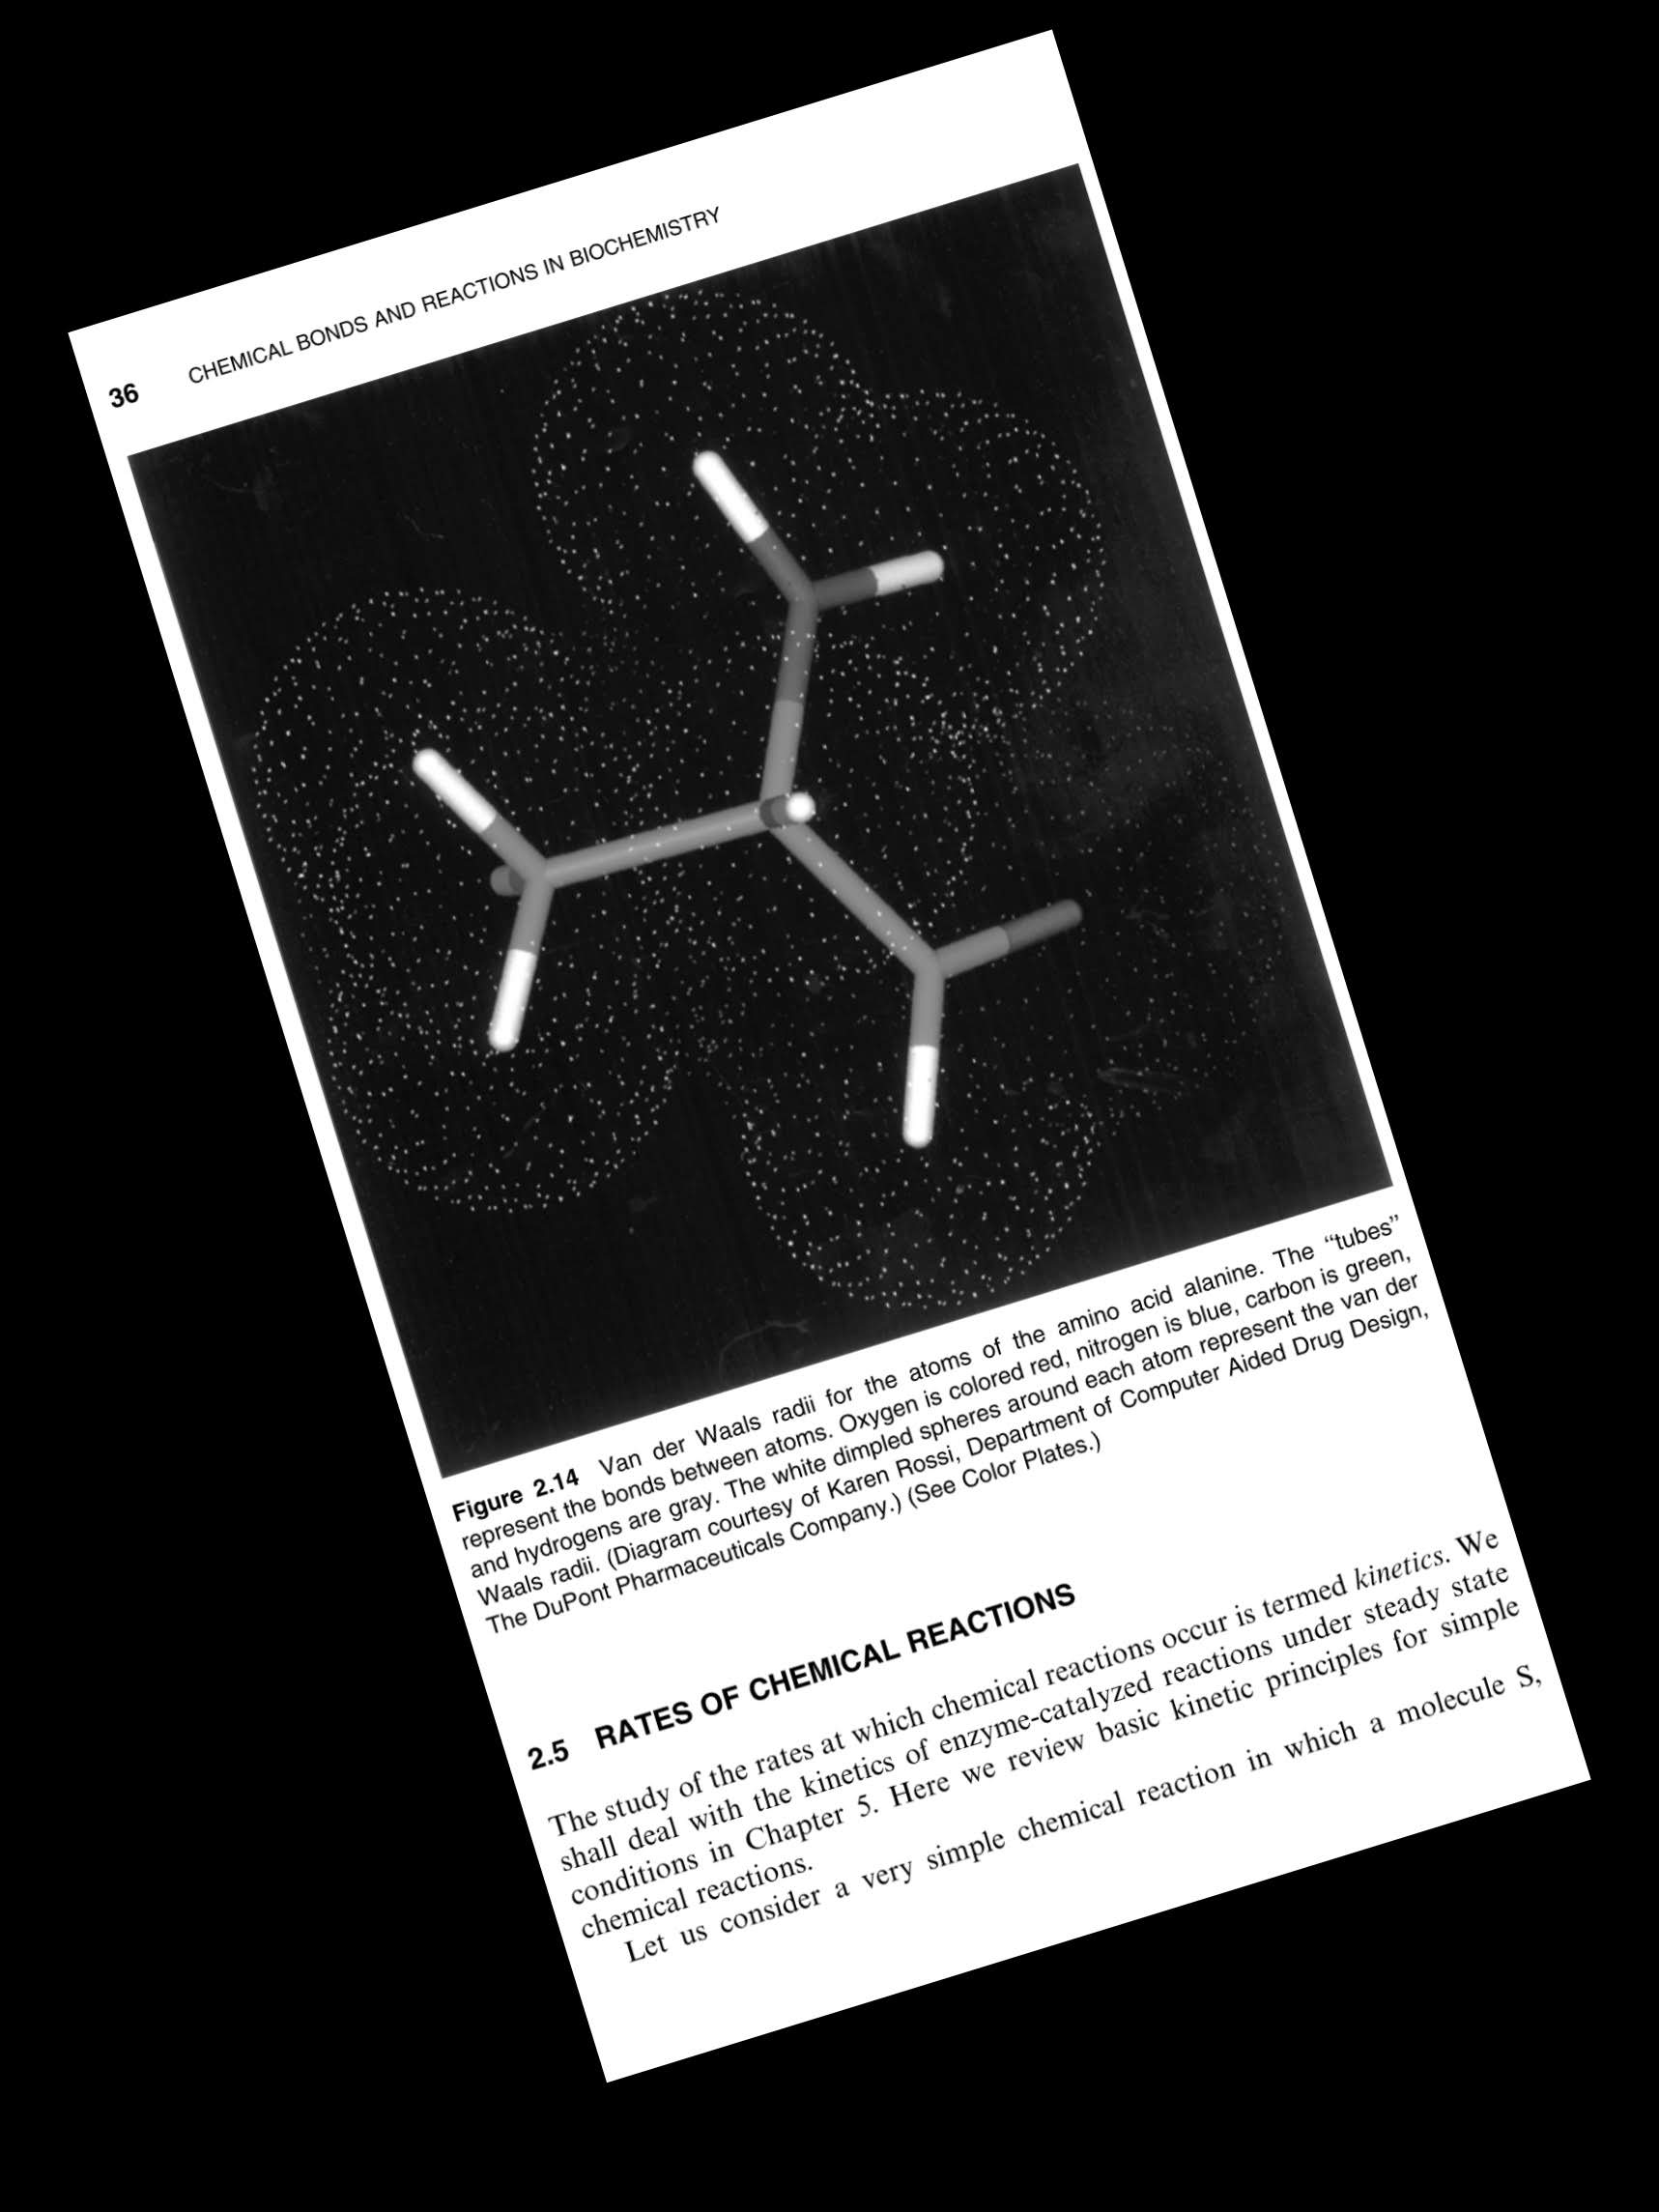 36 CHEMICAL BONDS AND REACTIONS IN BIOCHEMISTRY
Figure 2.14 Van der Waals radii for the atoms of the amino acid alanine. The “tubes”
represent the bonds between atoms. Oxygen is colored red, nitrogen is blue, carbon is green,
and hydrogens are gray. The white dimpled spheres around each atom represent the van der
Waals radii. (Diagram courtesy of Karen Rossi, Department of Computer Aided Drug Design,
The DuPont Pharmaceuticals Company.) (See Color Plates.)
2.5 RATES OF CHEMICAL REACTIONS
The study of the rates at which chemical reactions occur is termed kinetics. We
shall deal with the kinetics of enzyme-catalyzed reactions under steady state
conditions in Chapter 5. Here we review basic kinetic principles for simple
chemical reactions.
Let us consider a very simple chemical reaction in which a molecule S,